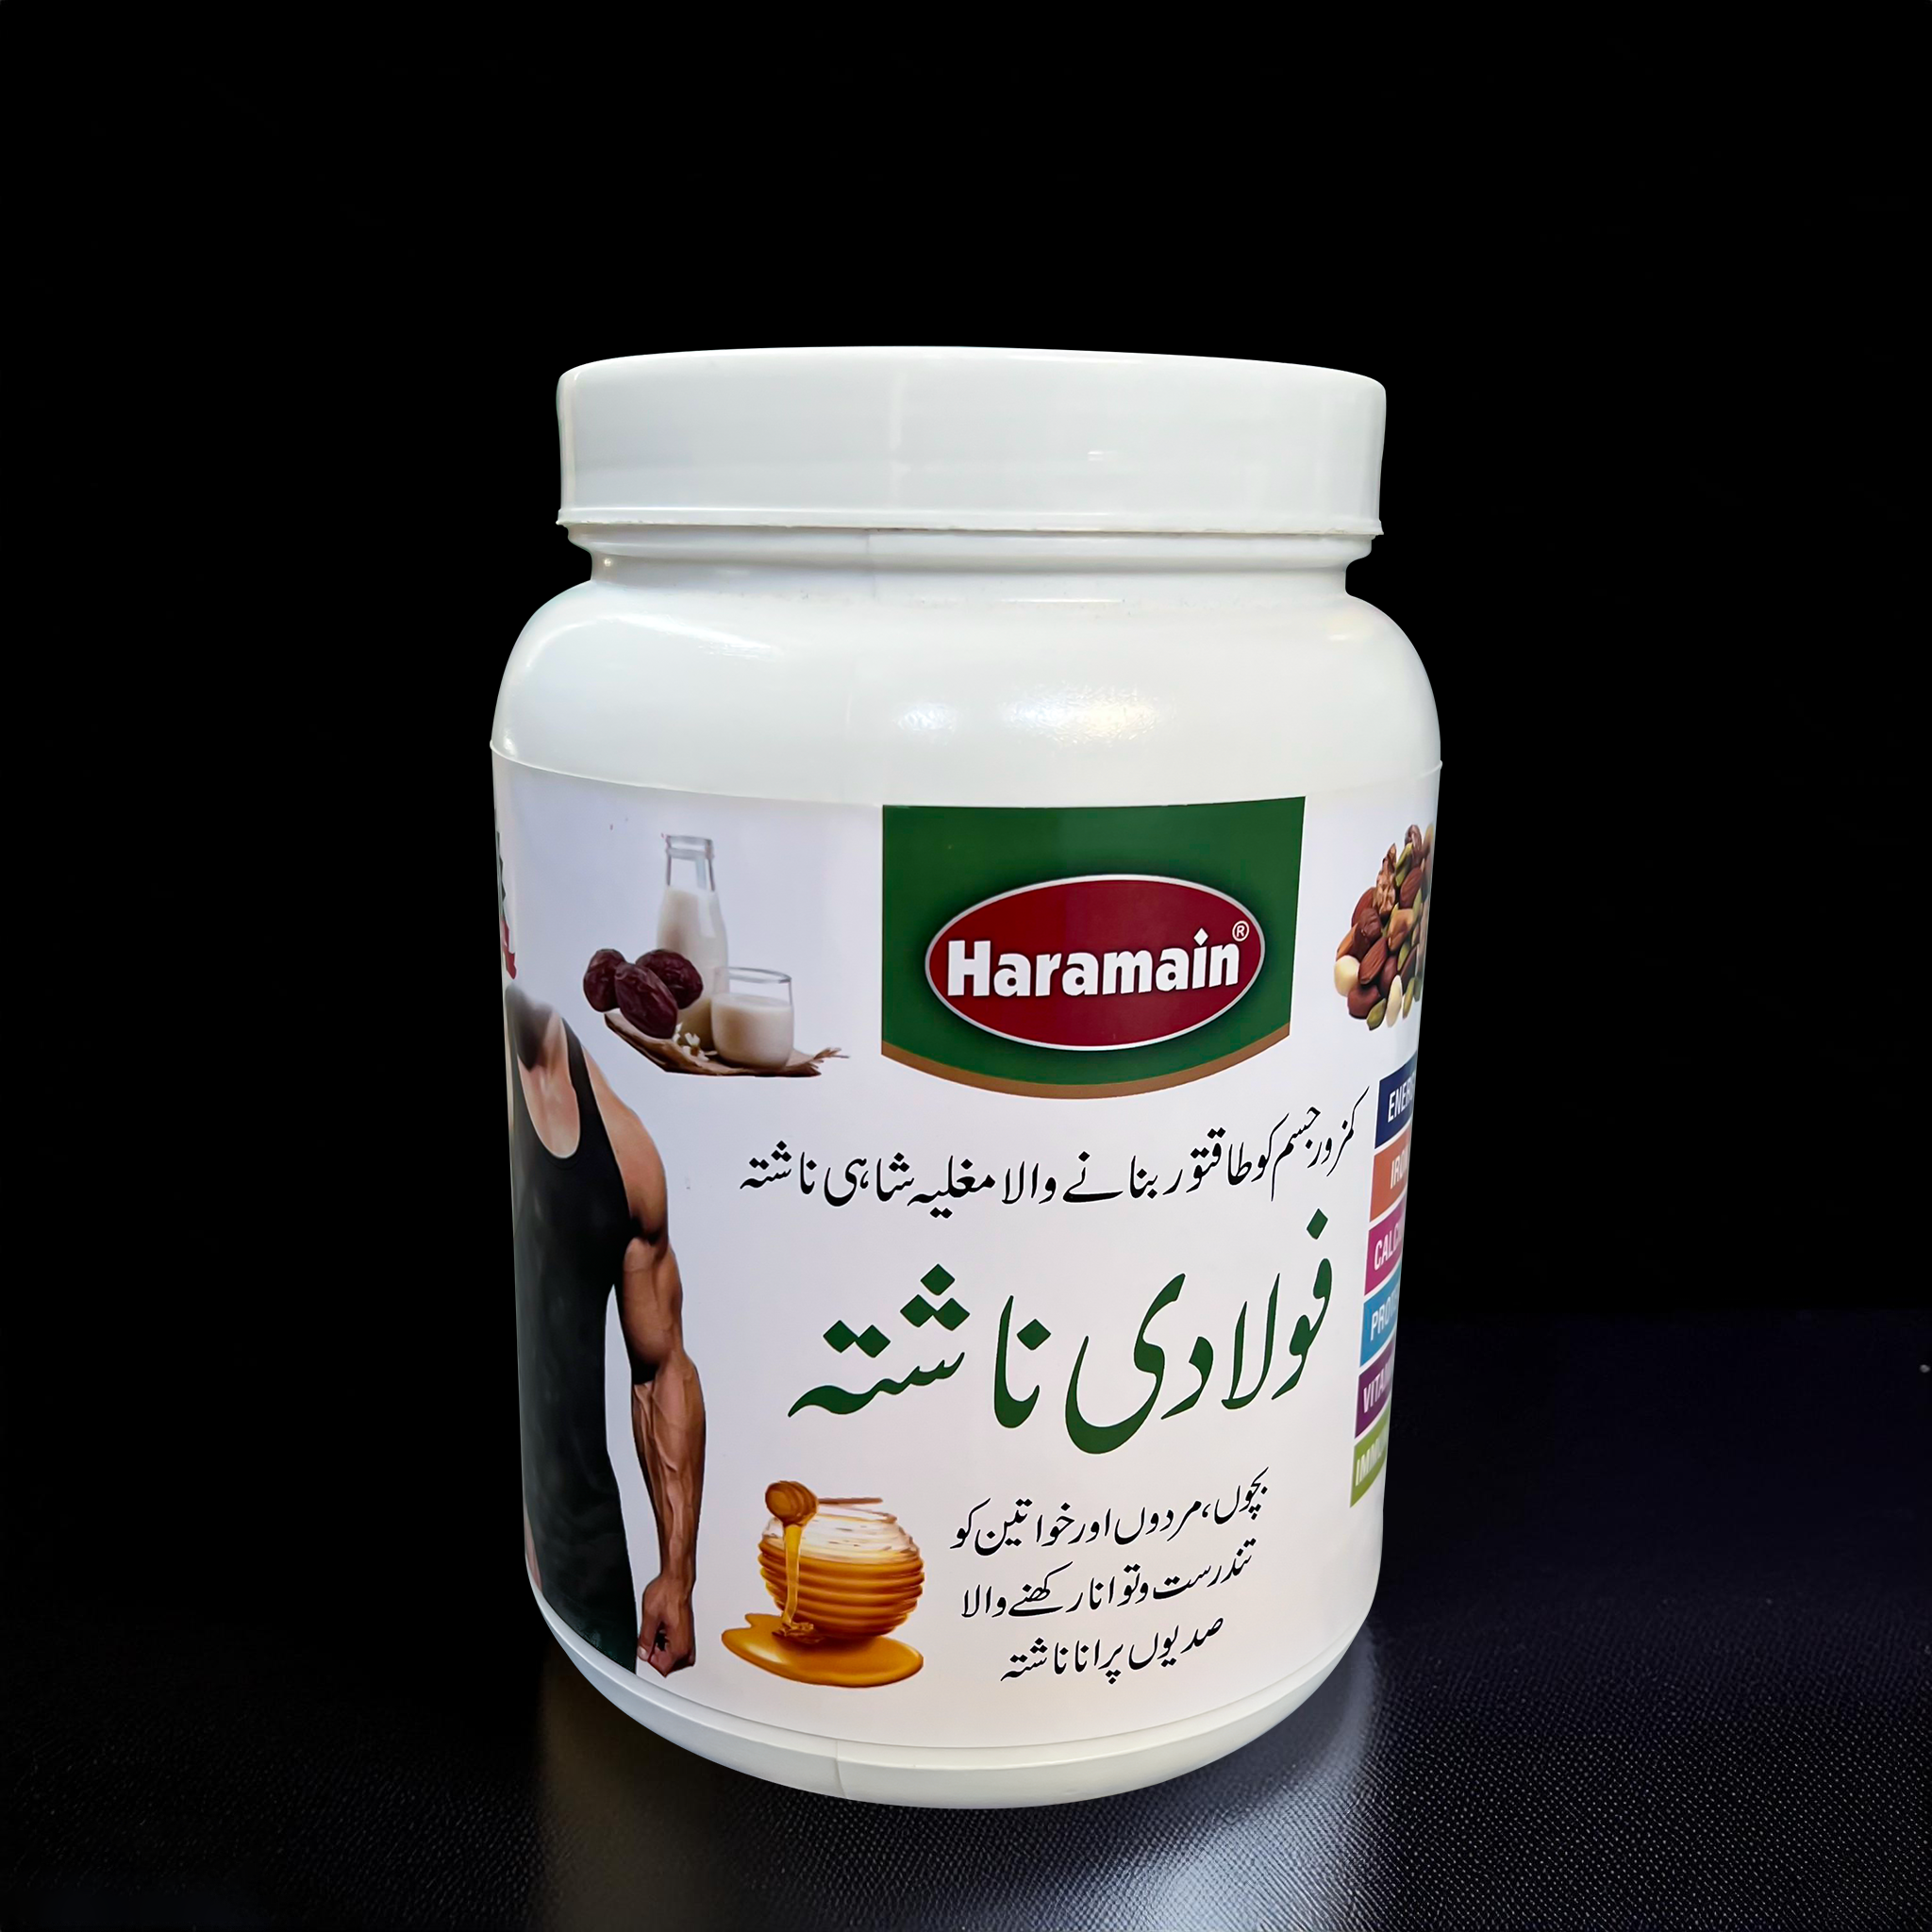 Haramain®
کمزور جسم کو طاقتور بنانے والا مغلیہ شاہی ناشتہ
فولادی ناشتہ
بچوں، مردوں اور خواتین کو
تندرست و توانا رکھنے والا
صدیوں پرانا ناشتہ